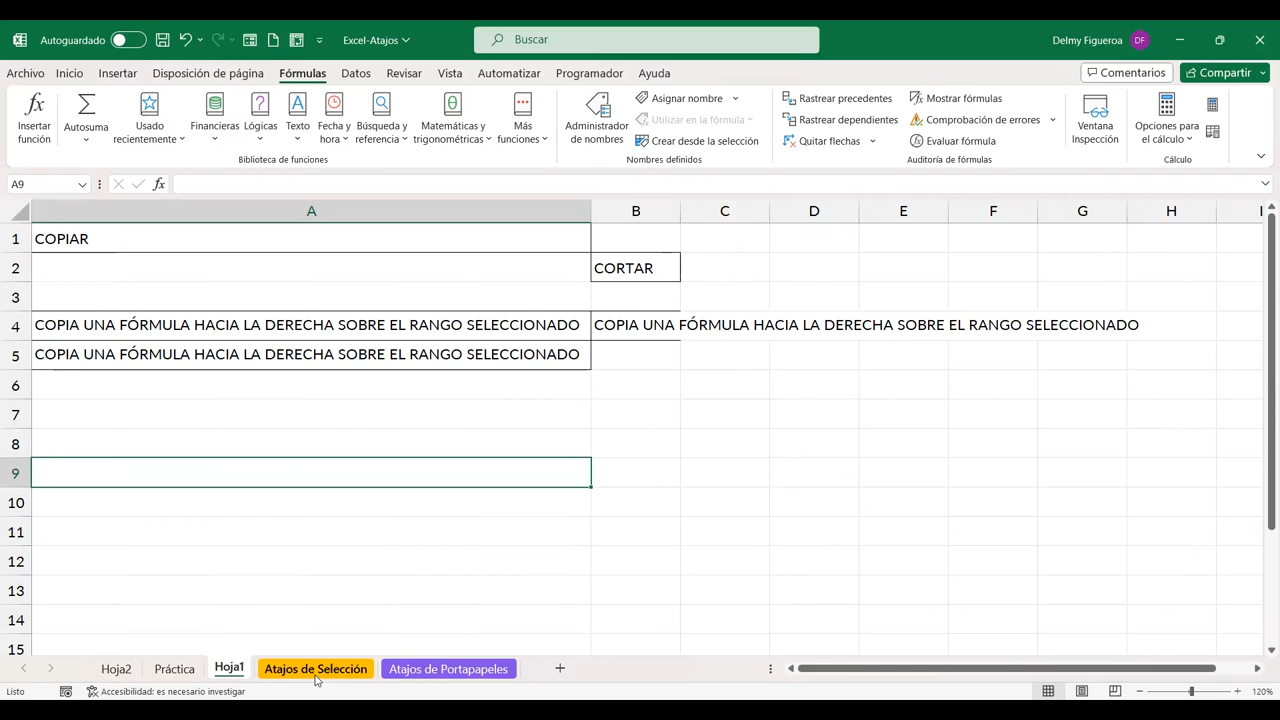 Autoguardado
Excel-Atajos
Buscar
Delmy Figueroa DF
Archivo Inicio Insertar Disposición de página Fórmulas Datos Revisar Vista Automatizar Programador Ayuda
Comentarios Compartir
Insertar función
Autosuma
Usado recientemente
Financieras
Lógicas
Texto
Fecha y hora
Búsqueda y referencia
Matemáticas y trigonométricas
Más funciones
Biblioteca de funciones
Administrador de nombres
Asignar nombre
Utilizar en la fórmula
Crear desde la selección
Nombres definidos
Rastrear precedentes
Rastrear dependientes
Quitar flechas
Mostrar fórmulas
Comprobación de errores
Evaluar fórmula
Auditoría de fórmulas
Ventana Inspección
Opciones para el cálculo
Cálculo
A9 fx
A B C D E F G H I
1 COPIAR
2 CORTAR
3
4 COPIA UNA FÓRMULA HACIA LA DERECHA SOBRE EL RANGO SELECCIONADO COPIA UNA FÓRMULA HACIA LA DERECHA SOBRE EL RANGO SELECCIONADO
5 COPIA UNA FÓRMULA HACIA LA DERECHA SOBRE EL RANGO SELECCIONADO
6
7
8
9
10
11
12
13
14
15
Hoja2 Práctica Hoja1 Atajos de Selección Atajos de Portapapeles
Listo Accesibilidad: es necesario investigar 120%